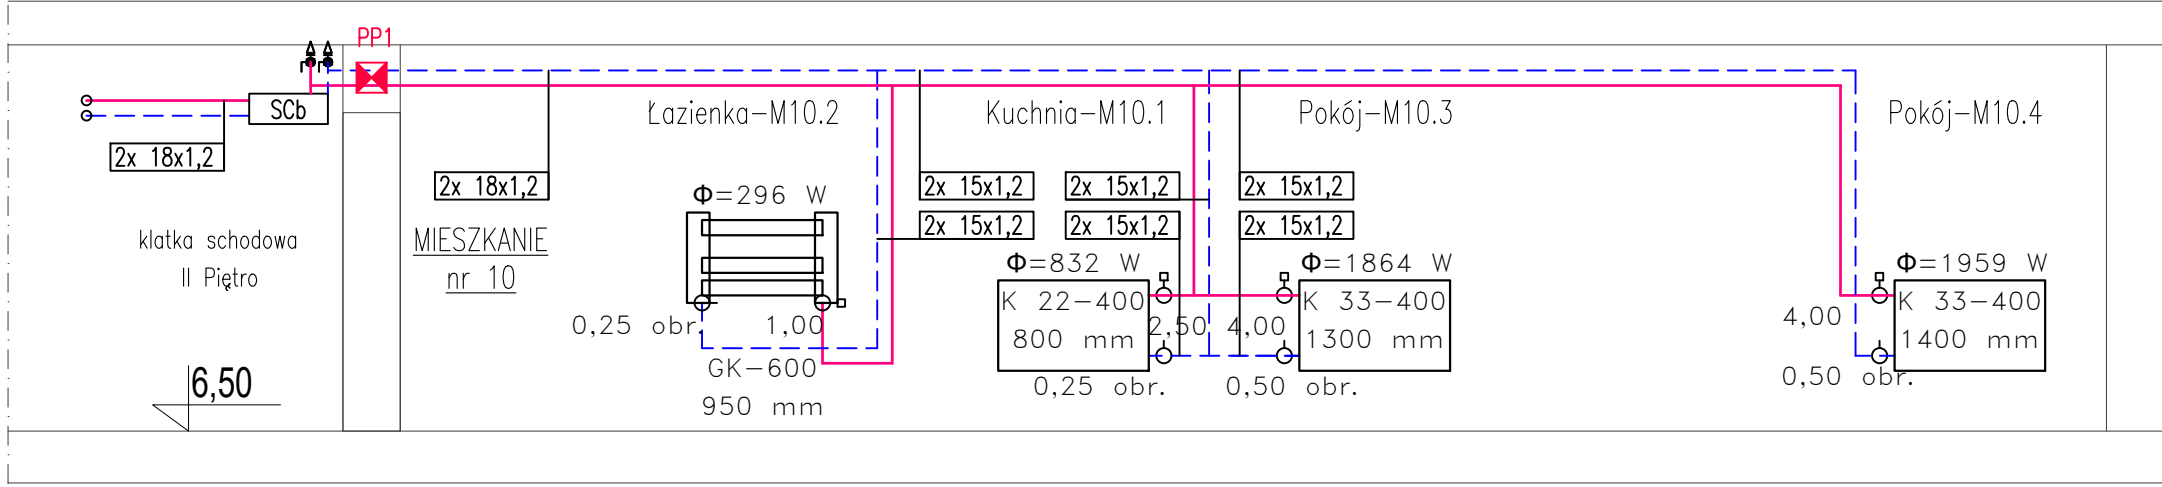 PP1
SCb
2x 18x1,2
klatka schodowa
II Piętro
6,50
2x 18x1,2
MIESZKANIE
nr 10
Łazienka-M10.2
Φ=296 W
0,25 obr.
1,00
GK-600
950 mm
2x 15x1,2
2x 15x1,2
Kuchnia-M10.1
2x 15x1,2
2x 15x1,2
Φ=832 W
K 22-400
800 mm
2,50
0,25 obr.
Pokój-M10.3
2x 15x1,2
2x 15x1,2
Φ=1864 W
K 33-400
1300 mm
4,00
0,50 obr.
Pokój-M10.4
Φ=1959 W
K 33-400
1400 mm
4,00
0,50 obr.